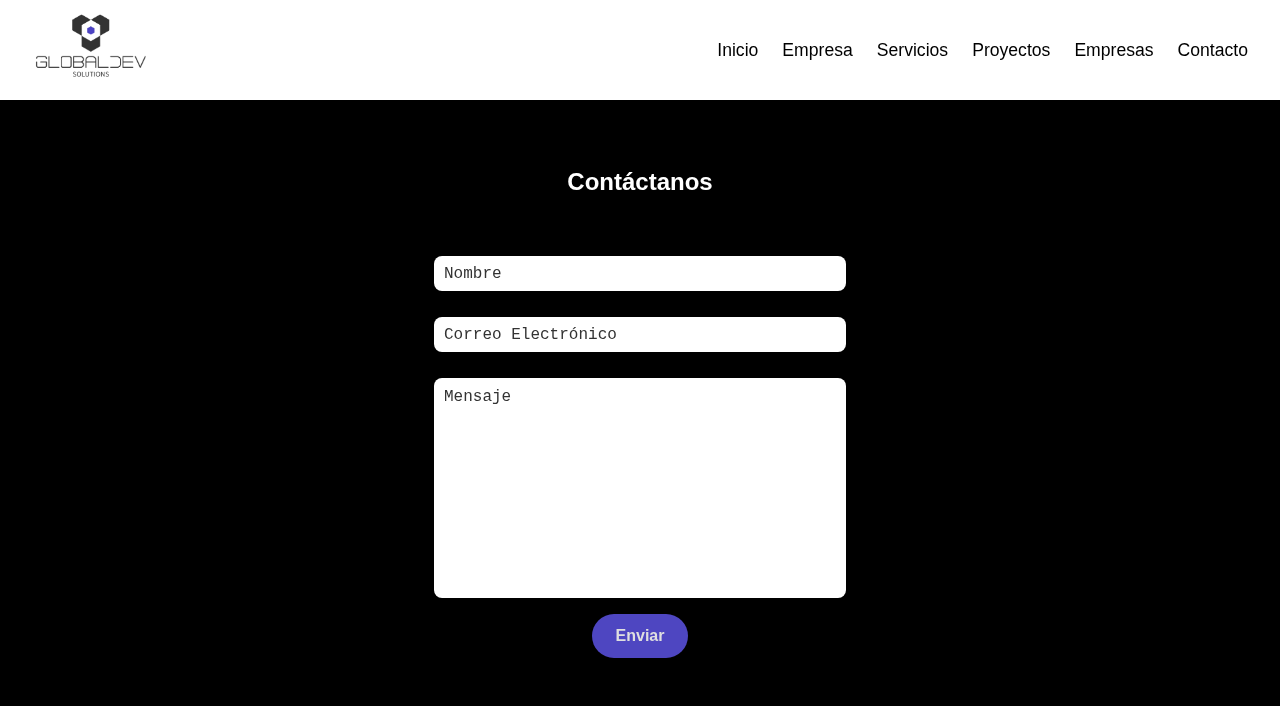 GLOBALDEV
SOLUTIONS
Inicio Empresa Servicios Proyectos Empresas Contacto
Contáctanos
Nombre
Correo Electrónico
Mensaje
Enviar